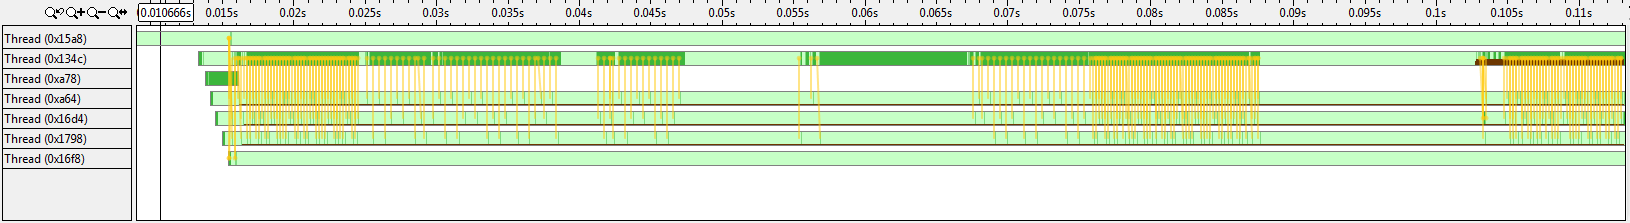 0.010666s 0.015s 0.02s 0.025s 0.03s 0.035s 0.04s 0.045s 0.05s 0.055s 0.06s 0.065s 0.07s 0.075s 0.08s 0.085s 0.09s 0.095s 0.1s 0.105s 0.11s
Thread (0x15a8)
Thread (0x134c)
Thread (0xa78)
Thread (0xa64)
Thread (0x16d4)
Thread (0x1798)
Thread (0x16f8)